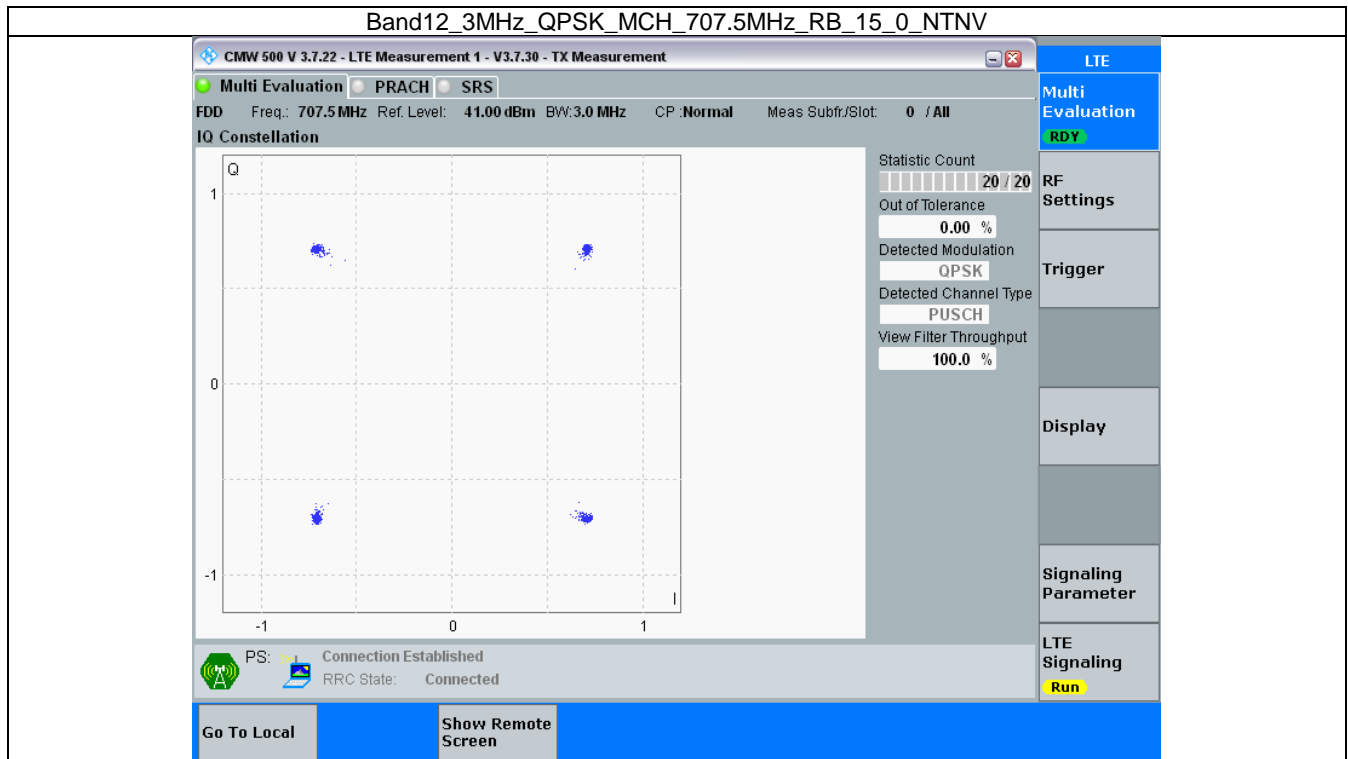 Band12_3MHz_QPSK_MCH_707.5MHz_RB_15_0_NTNV
CMW 500 V 3.7.22 - LTE Measurement 1 - V3.7.30 - TX Measurement
LTE
Multi Evaluation PRACH SRS
FDD Freq.: 707.5 MHz Ref. Level: 41.00 dBm BW: 3.0 MHz CP : Normal Meas Subfr./Slot: 0 / All
IQ Constellation
Q
1
0
-1
-1 0 1
I
Statistic Count
20 / 20
Out of Tolerance
0.00 %
Detected Modulation
QPSK
Detected Channel Type
PUSCH
View Filter Throughput
100.0 %
Multi
Evaluation
RDY
RF
Settings
Trigger
Display
Signaling
Parameter
LTE
Signaling
Run
PS: Connection Established
RRC State: Connected
Go To Local
Show Remote
Screen